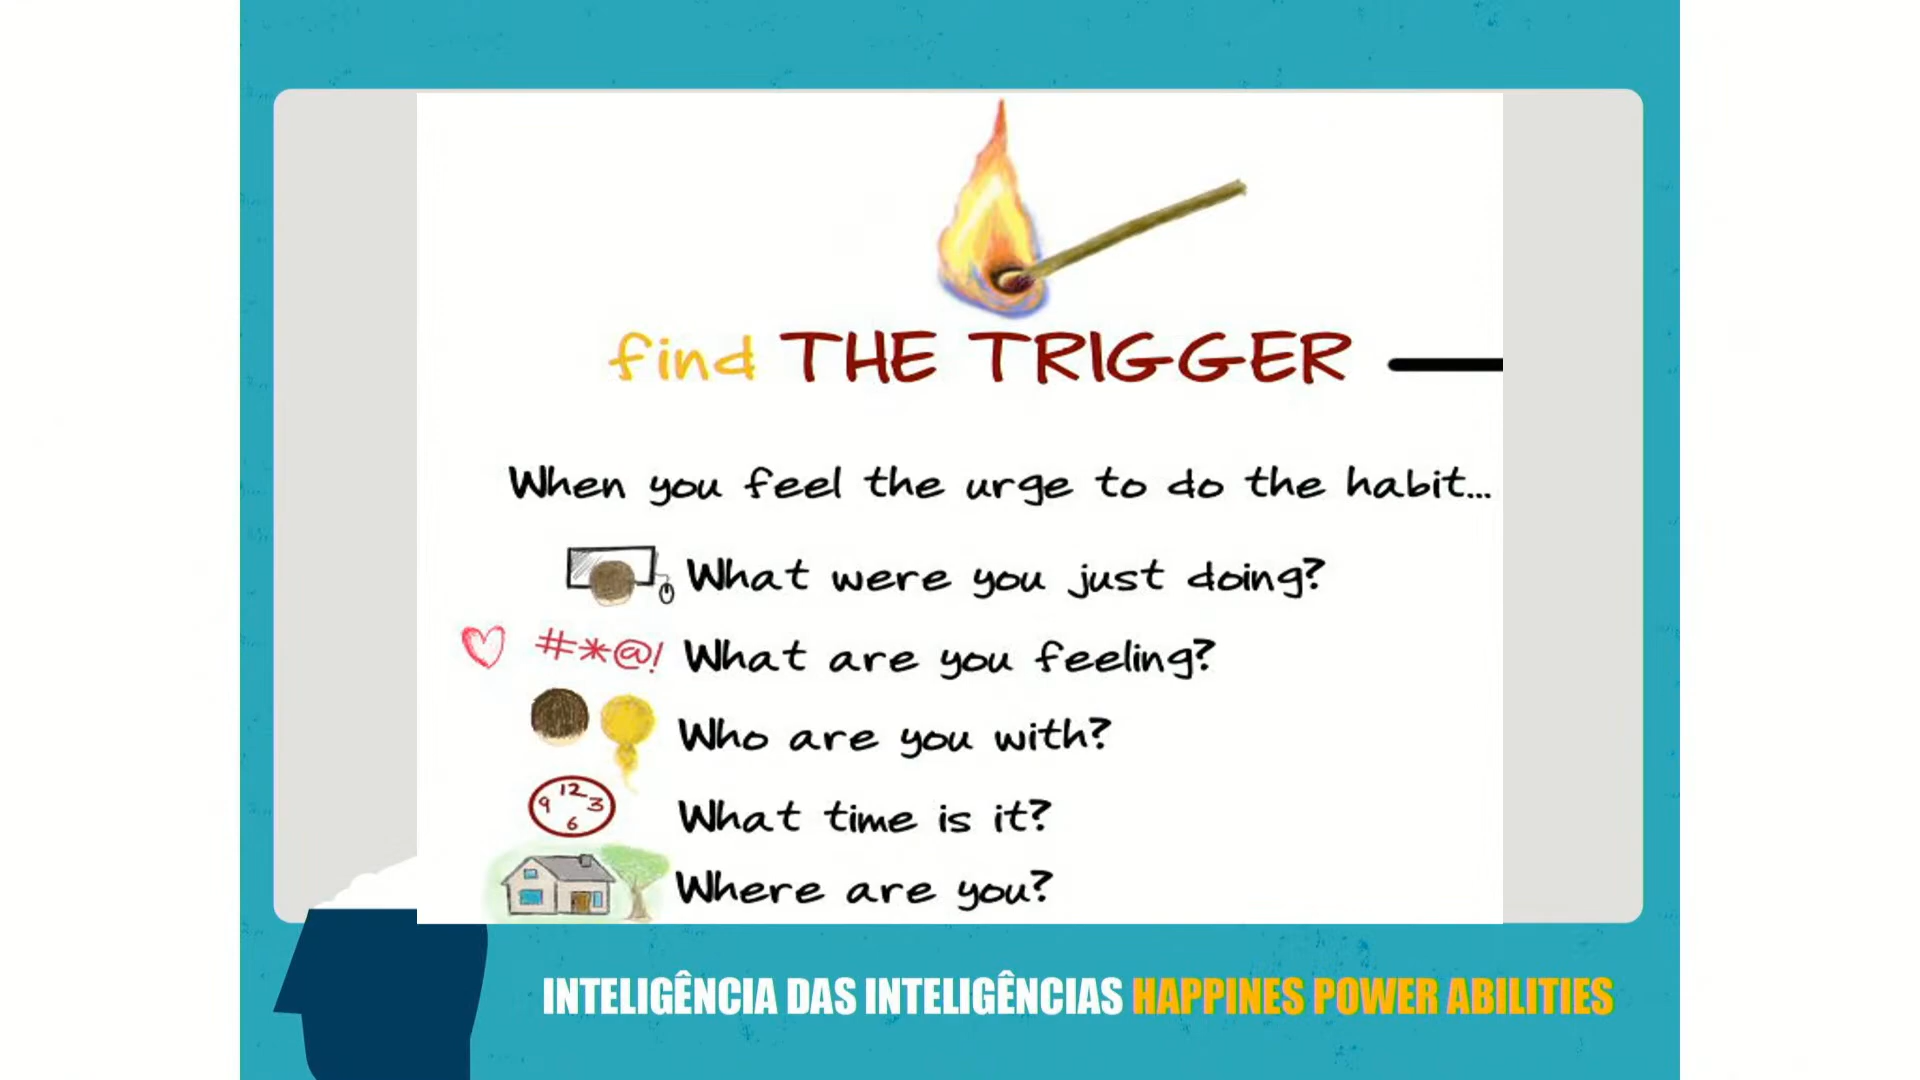 find THE TRIGGER
When you feel the urge to do the habit...
What were you just doing?
#*@! What are you feeling?
Who are you with?
12
9 3
6
What time is it?
Where are you?
INTELIGÊNCIA DAS INTELIGÊNCIAS HAPPINES POWER ABILITIES